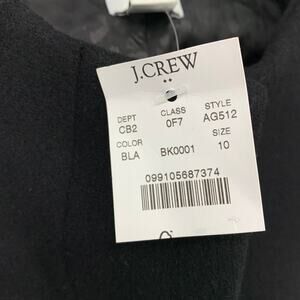 J.CREW
DEPT CLASS STYLE
CB2 0F7 AG512
COLOR SIZE
BLA BK0001 10
099105687374